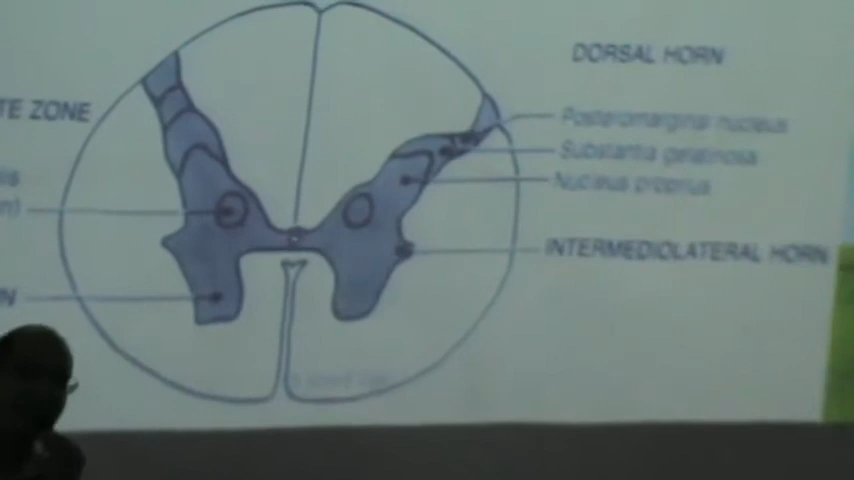 DORSAL HORN
TE ZONE
Posteromarginal nucleus
Substantia gelatinosa
Nucleus proprius
INTERMEDIOLATERAL HORN
N